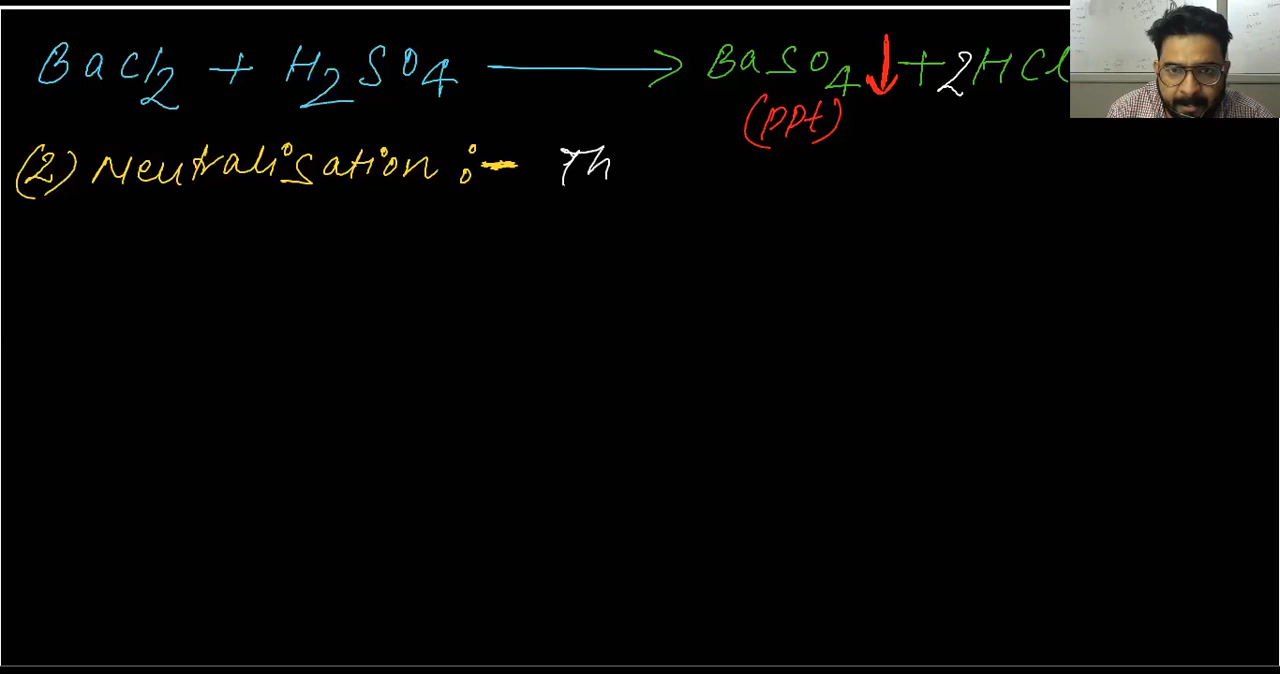 BaCl2 + H2SO4 ⟶ BaSO4 ↓ + 2HCl
(ppt)
(2) Neutralisation :- Th